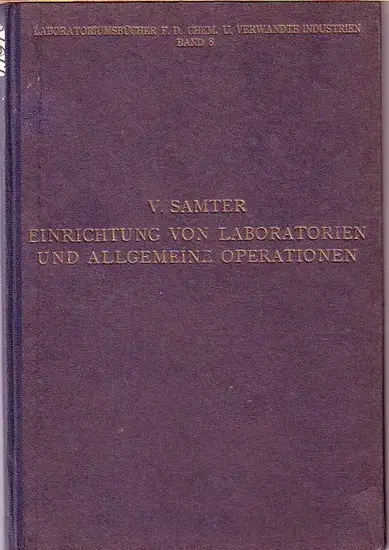 LABORATORIUMSBÜCHER F. D. CHEM. U. VERWANDTE INDUSTRIEN
BAND 8
V. SAMTER
EINRICHTUNG VON LABORATORIEN
UND ALLGEMEINE OPERATIONEN